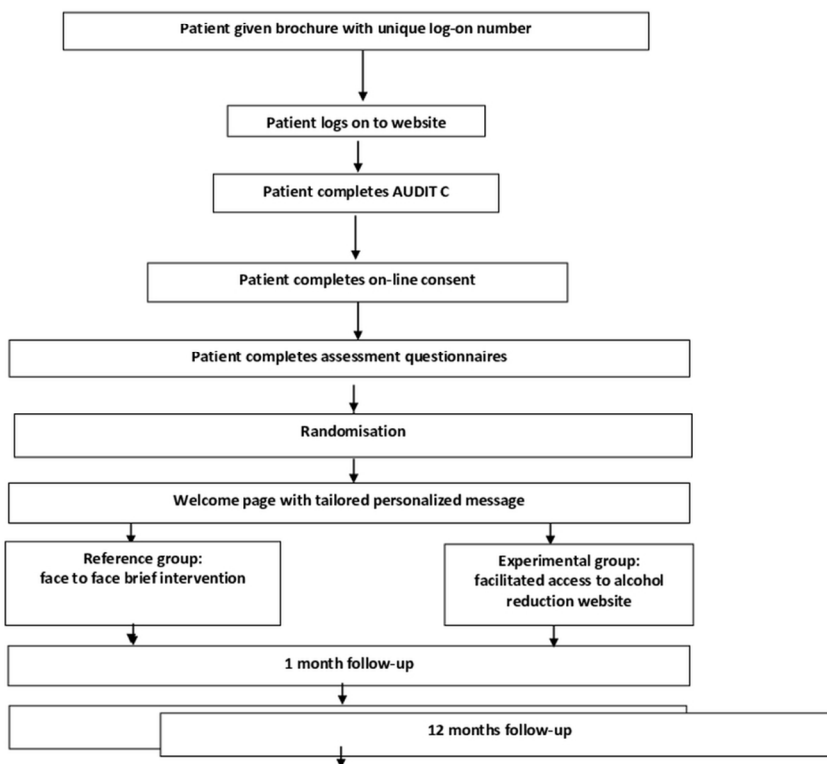 Patient given brochure with unique log-on number
Patient logs on to website
Patient completes AUDIT C
Patient completes on-line consent
Patient completes assessment questionnaires
Randomisation
Welcome page with tailored personalized message
Reference group:
face to face brief intervention
Experimental group:
facilitated access to alcohol
reduction website
1 month follow-up
12 months follow-up